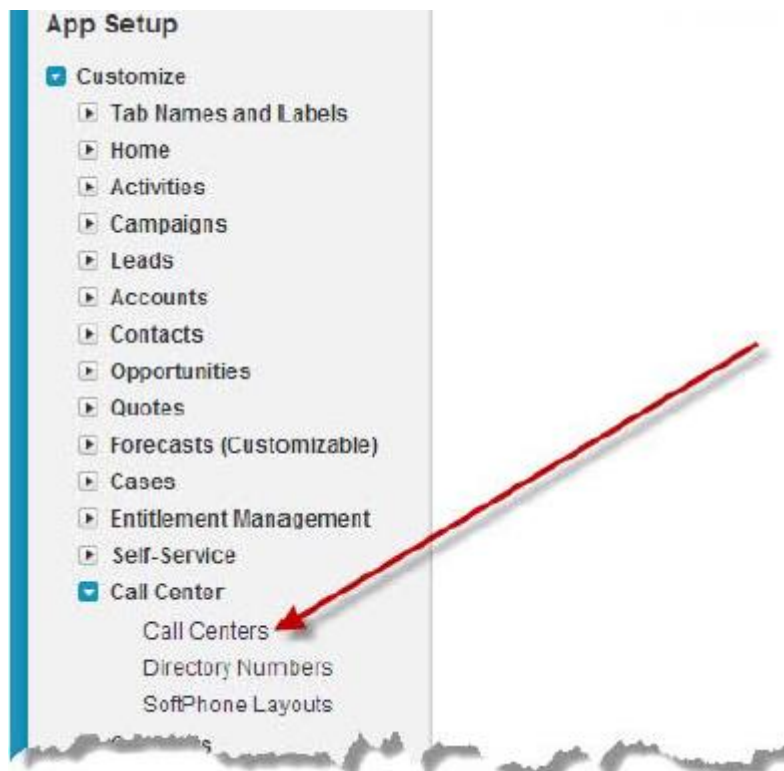 App Setup
Customize
Tab Names and Labels
Home
Activities
Campaigns
Leads
Accounts
Contacts
Opportunities
Quotes
Forecasts (Customizable)
Cases
Entitlement Management
Self-Service
Call Center
Call Centers
Directory Numbers
SoftPhone Layouts